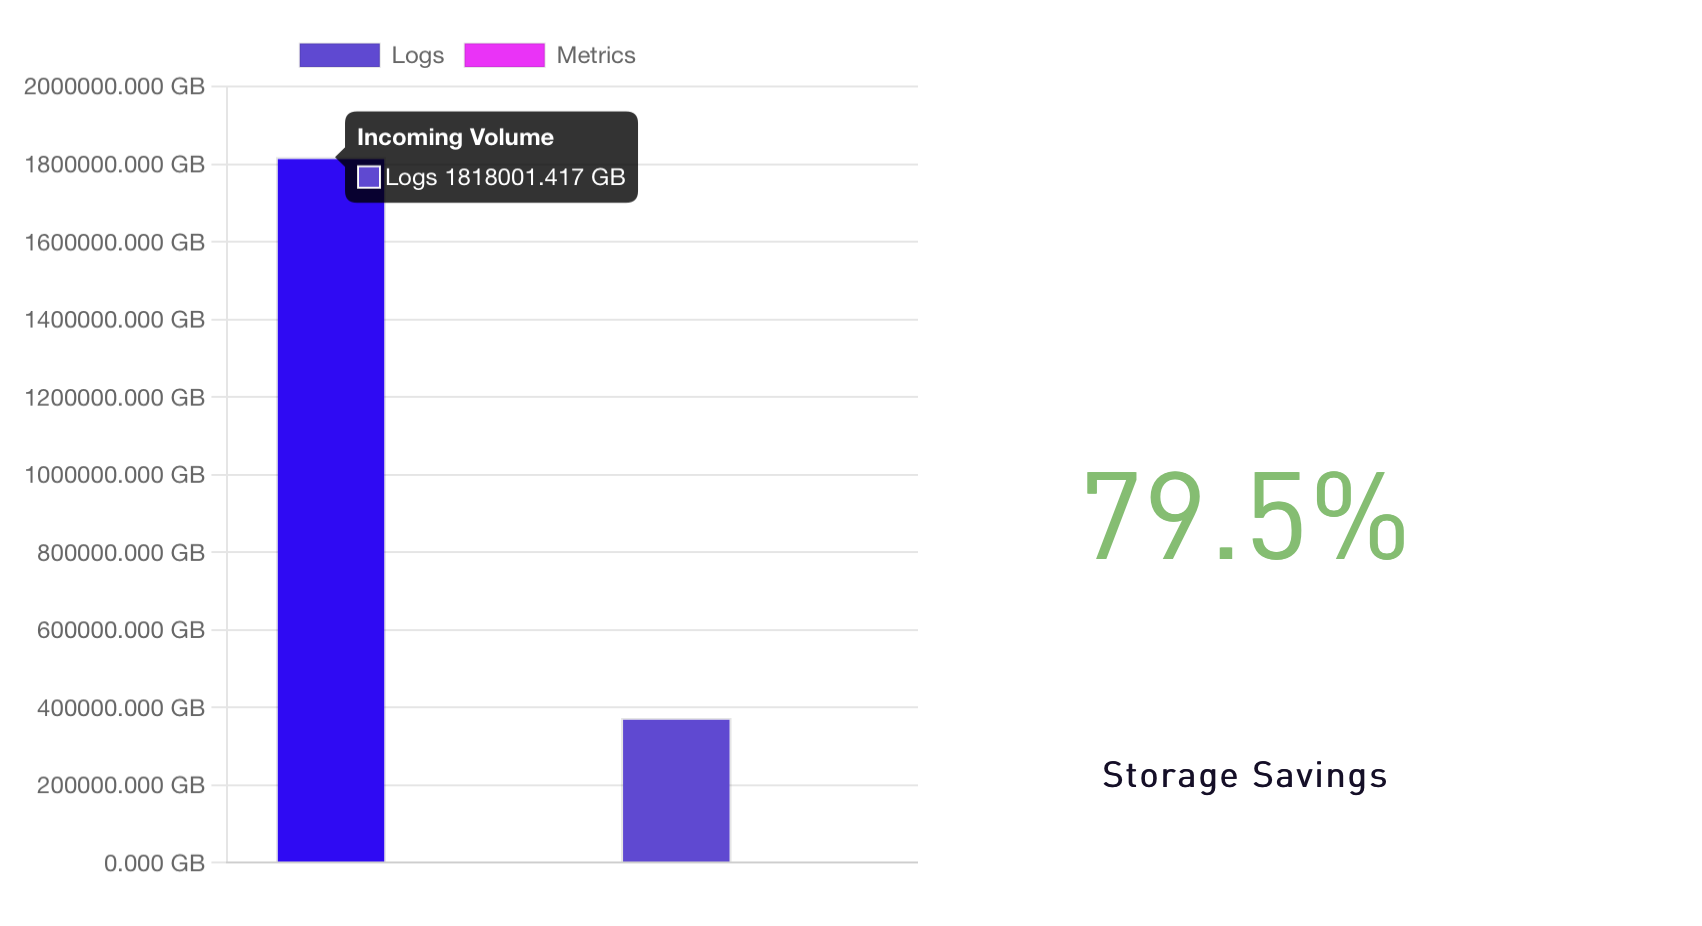 Logs Metrics
2000000.000 GB
Incoming Volume
1800000.000 GB
Logs 1818001.417 GB
1600000.000 GB
1400000.000 GB
1200000.000 GB
1000000.000 GB
800000.000 GB
600000.000 GB
400000.000 GB
200000.000 GB
0.000 GB
79.5%
Storage Savings